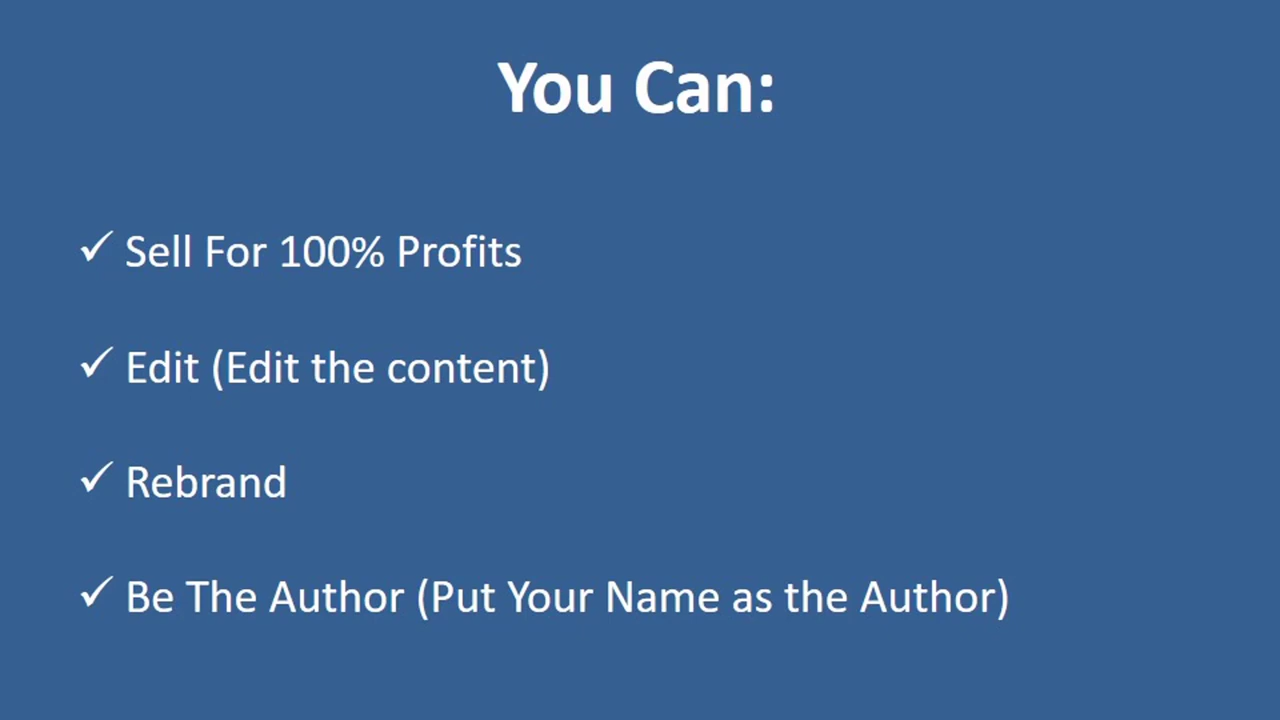 You Can:
✓ Sell For 100% Profits
✓ Edit (Edit the content)
✓ Rebrand
✓ Be The Author (Put Your Name as the Author)